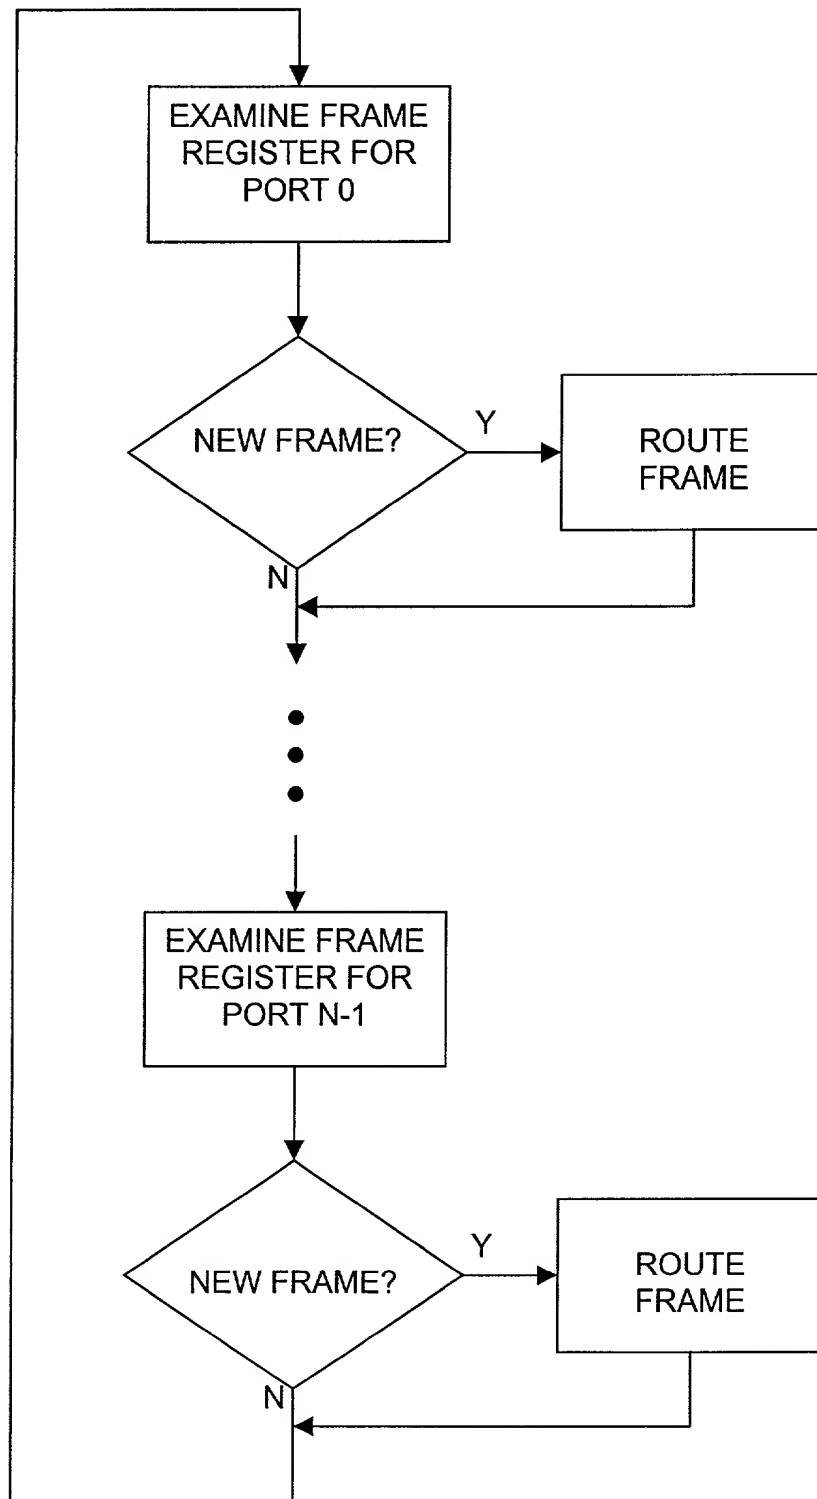 EXAMINE FRAME
REGISTER FOR
PORT 0
NEW FRAME?
Y
ROUTE
FRAME
N
EXAMINE FRAME
REGISTER FOR
PORT N-1
NEW FRAME?
Y
ROUTE
FRAME
N